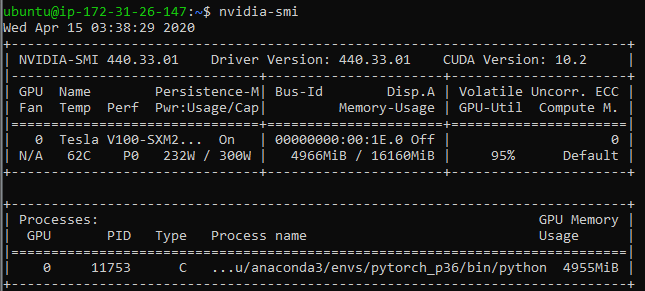 ubuntu@ip-172-31-26-147:~$ nvidia-smi
Wed Apr 15 03:38:29 2020
+-----------------------------------------------------------------------------+
| NVIDIA-SMI 440.33.01    Driver Version: 440.33.01    CUDA Version: 10.2     |
|-------------------------------+----------------------+----------------------+
| GPU  Name        Persistence-M| Bus-Id        Disp.A | Volatile Uncorr. ECC |
| Fan  Temp  Perf  Pwr:Usage/Cap|         Memory-Usage | GPU-Util  Compute M. |
|===============================+======================+======================|
|   0  Tesla V100-SXM2...  On   | 00000000:00:1E.0 Off |                    0 |
| N/A   62C    P0   232W / 300W |   4966MiB / 16160MiB |     95%      Default |
+-------------------------------+----------------------+----------------------+
+-----------------------------------------------------------------------------+
| Processes:                                                       GPU Memory |
|  GPU       PID   Type   Process name                             Usage      |
|=============================================================================|
|    0     11753      C   ...u/anaconda3/envs/pytorch_p36/bin/python  4955MiB |
+-----------------------------------------------------------------------------+